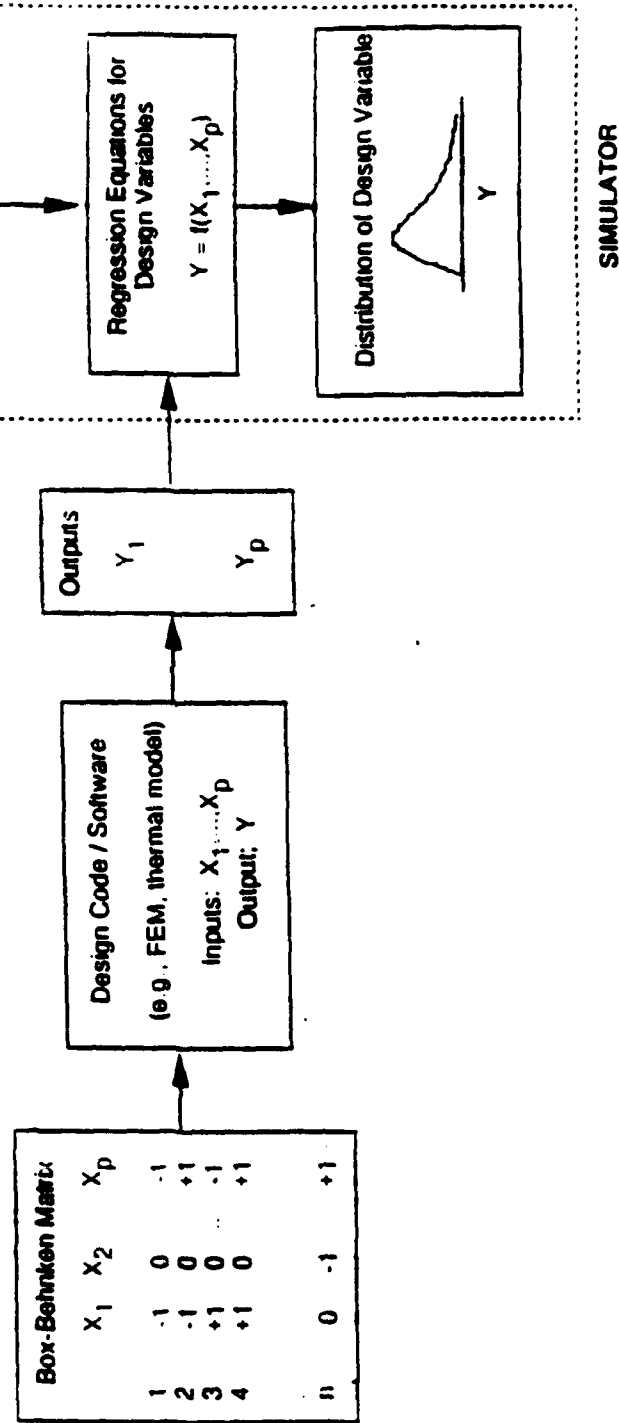 Box-Behnken Matrix
X1 X2 Xp
1 -1 0 -1
2 -1 0 +1
3 +1 0 ... -1
4 +1 0 +1
n 0 -1 +1
Design Code / Software
(e.g., FEM, thermal model)
Inputs: X1,...,Xp
Output: Y
Outputs
Y1
Yp
Regression Equations for
Design Variables
Y = f((X1,...,Xp)
Distribution of Design Variable
Y
SIMULATOR